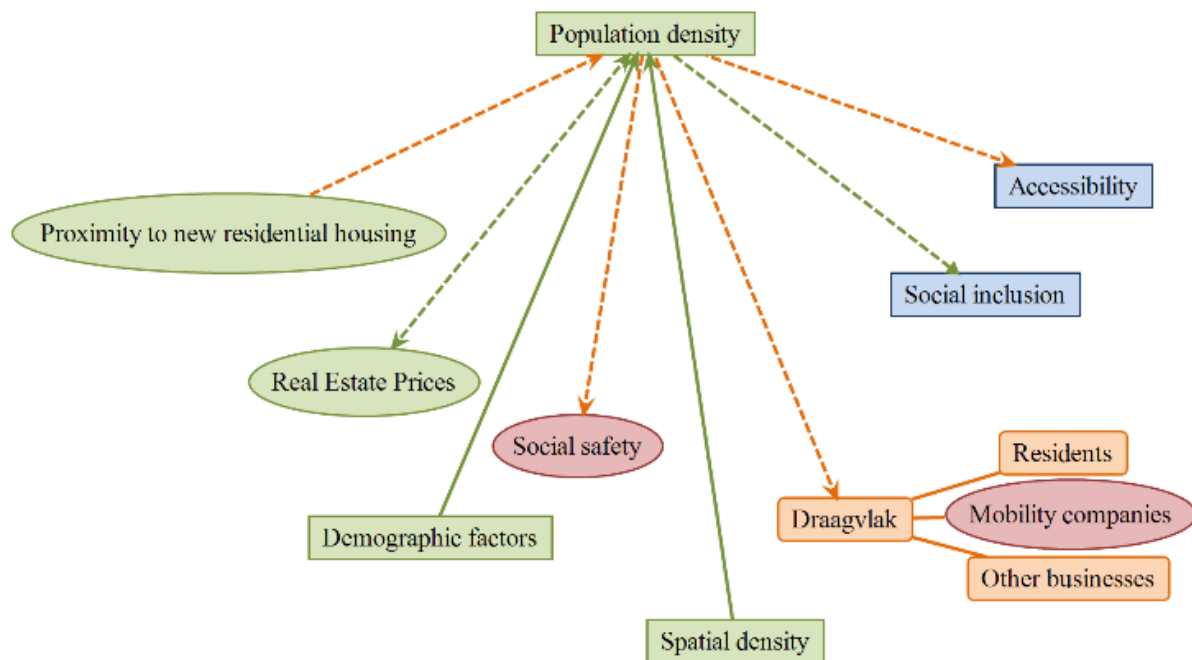 Population density
Accessibility
Proximity to new residential housing
Social inclusion
Real Estate Prices
Social safety
Residents
Draagvlak
Mobility companies
Demographic factors
Other businesses
Spatial density